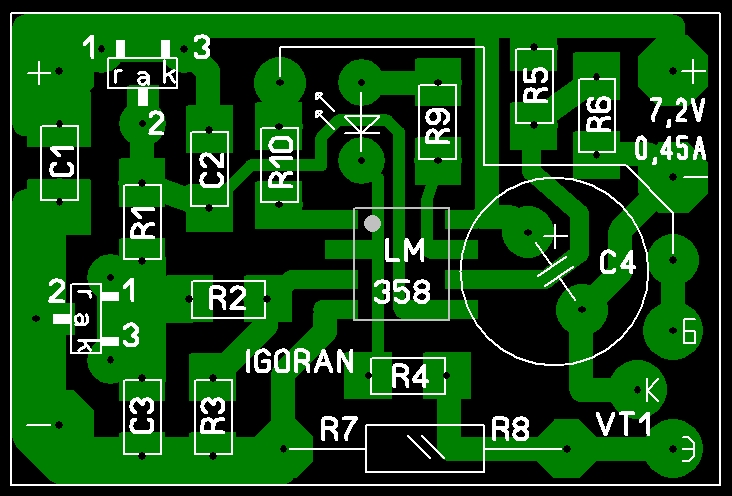 1 3
r a k
2
+
C1
C2
R10
R9
R5
R6
+
7,2V
0,45A
−
R1
LM
358
+
C4
2 1
r a k
3
R2
Б
IGORAN
R4
К
C3
R3
R7
R8
VT1
Э
−